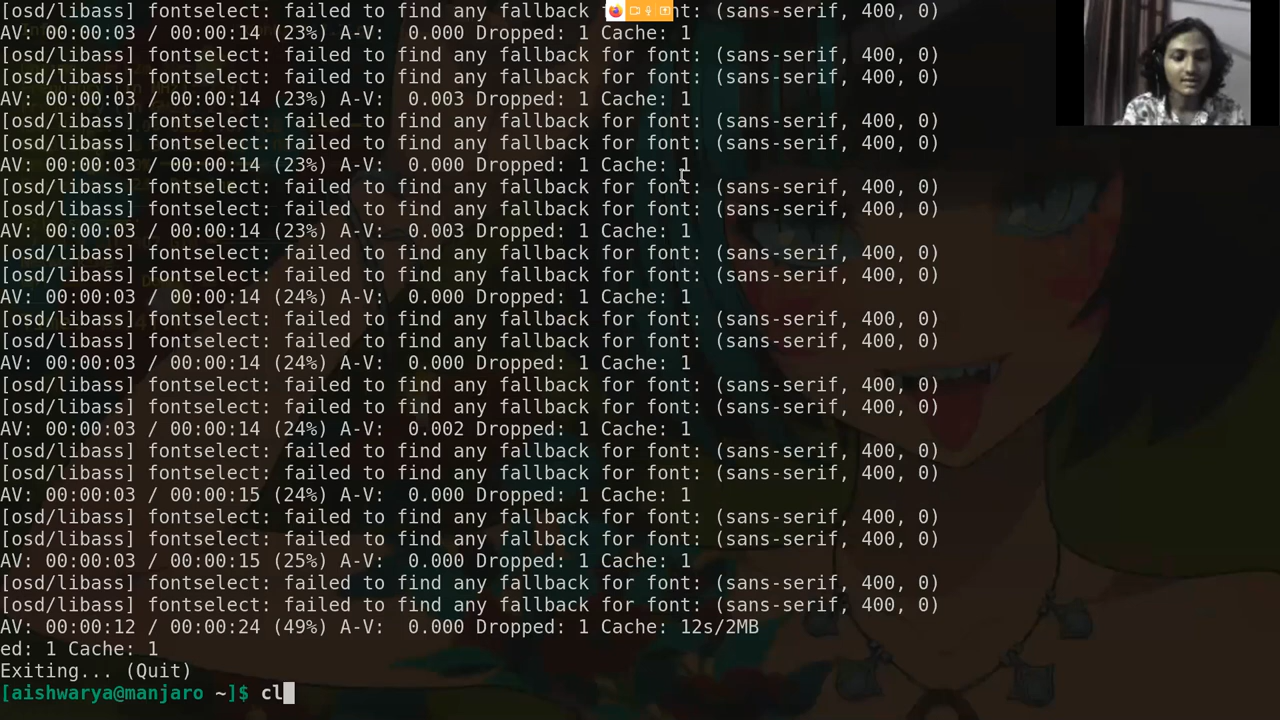 [osd/libass] fontselect: failed to find any fallback nt: (sans-serif, 400, 0)
AV: 00:00:03 / 00:00:14 (23%) A-V:  0.000 Dropped: 1 Cache: 1
[osd/libass] fontselect: failed to find any fallback for font: (sans-serif, 400, 0)
[osd/libass] fontselect: failed to find any fallback for font: (sans-serif, 400, 0)
AV: 00:00:03 / 00:00:14 (23%) A-V:  0.003 Dropped: 1 Cache: 1
[osd/libass] fontselect: failed to find any fallback for font: (sans-serif, 400, 0)
[osd/libass] fontselect: failed to find any fallback for font: (sans-serif, 400, 0)
AV: 00:00:03 / 00:00:14 (23%) A-V:  0.000 Dropped: 1 Cache: 1
[osd/libass] fontselect: failed to find any fallback for font: (sans-serif, 400, 0)
[osd/libass] fontselect: failed to find any fallback for font: (sans-serif, 400, 0)
AV: 00:00:03 / 00:00:14 (23%) A-V:  0.003 Dropped: 1 Cache: 1
[osd/libass] fontselect: failed to find any fallback for font: (sans-serif, 400, 0)
[osd/libass] fontselect: failed to find any fallback for font: (sans-serif, 400, 0)
AV: 00:00:03 / 00:00:14 (24%) A-V:  0.000 Dropped: 1 Cache: 1
[osd/libass] fontselect: failed to find any fallback for font: (sans-serif, 400, 0)
[osd/libass] fontselect: failed to find any fallback for font: (sans-serif, 400, 0)
AV: 00:00:03 / 00:00:14 (24%) A-V:  0.000 Dropped: 1 Cache: 1
[osd/libass] fontselect: failed to find any fallback for font: (sans-serif, 400, 0)
[osd/libass] fontselect: failed to find any fallback for font: (sans-serif, 400, 0)
AV: 00:00:03 / 00:00:14 (24%) A-V:  0.002 Dropped: 1 Cache: 1
[osd/libass] fontselect: failed to find any fallback for font: (sans-serif, 400, 0)
[osd/libass] fontselect: failed to find any fallback for font: (sans-serif, 400, 0)
AV: 00:00:03 / 00:00:15 (24%) A-V:  0.000 Dropped: 1 Cache: 1
[osd/libass] fontselect: failed to find any fallback for font: (sans-serif, 400, 0)
[osd/libass] fontselect: failed to find any fallback for font: (sans-serif, 400, 0)
AV: 00:00:03 / 00:00:15 (25%) A-V:  0.000 Dropped: 1 Cache: 1
[osd/libass] fontselect: failed to find any fallback for font: (sans-serif, 400, 0)
[osd/libass] fontselect: failed to find any fallback for font: (sans-serif, 400, 0)
AV: 00:00:12 / 00:00:24 (49%) A-V:  0.000 Dropped: 1 Cache: 12s/2MB
ed: 1 Cache: 1
Exiting... (Quit)
[aishwarya@manjaro ~]$ cl